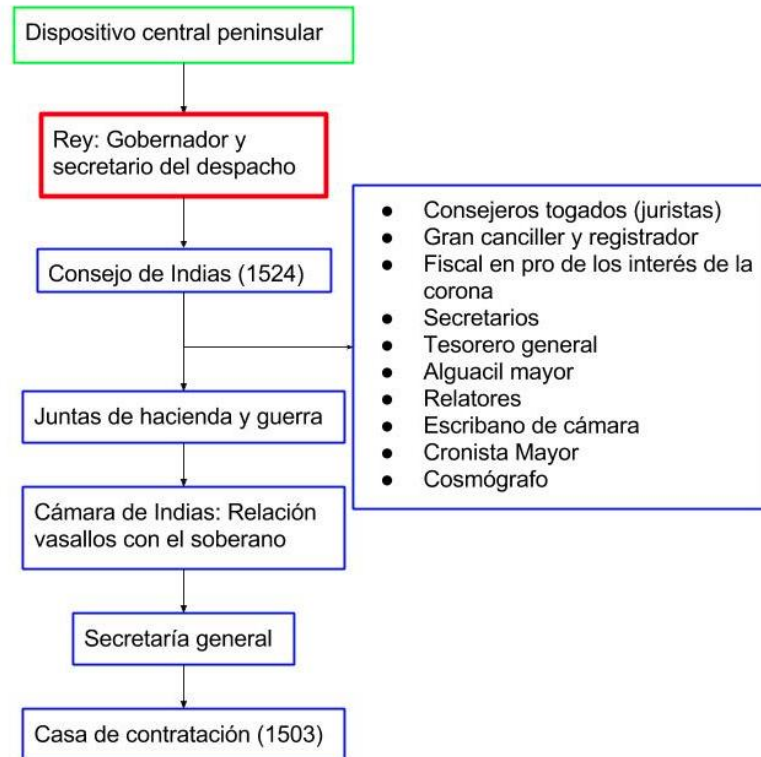 Dispositivo central peninsular
Rey: Gobernador y
secretario del despacho
Consejo de Indias (1524)
● Consejeros togados (juristas)
● Gran canciller y registrador
● Fiscal en pro de los interés de la
corona
● Secretarios
● Tesorero general
● Alguacil mayor
● Relatores
● Escribano de cámara
● Cronista Mayor
● Cosmógrafo
Juntas de hacienda y guerra
Cámara de Indias: Relación
vasallos con el soberano
Secretaría general
Casa de contratación (1503)